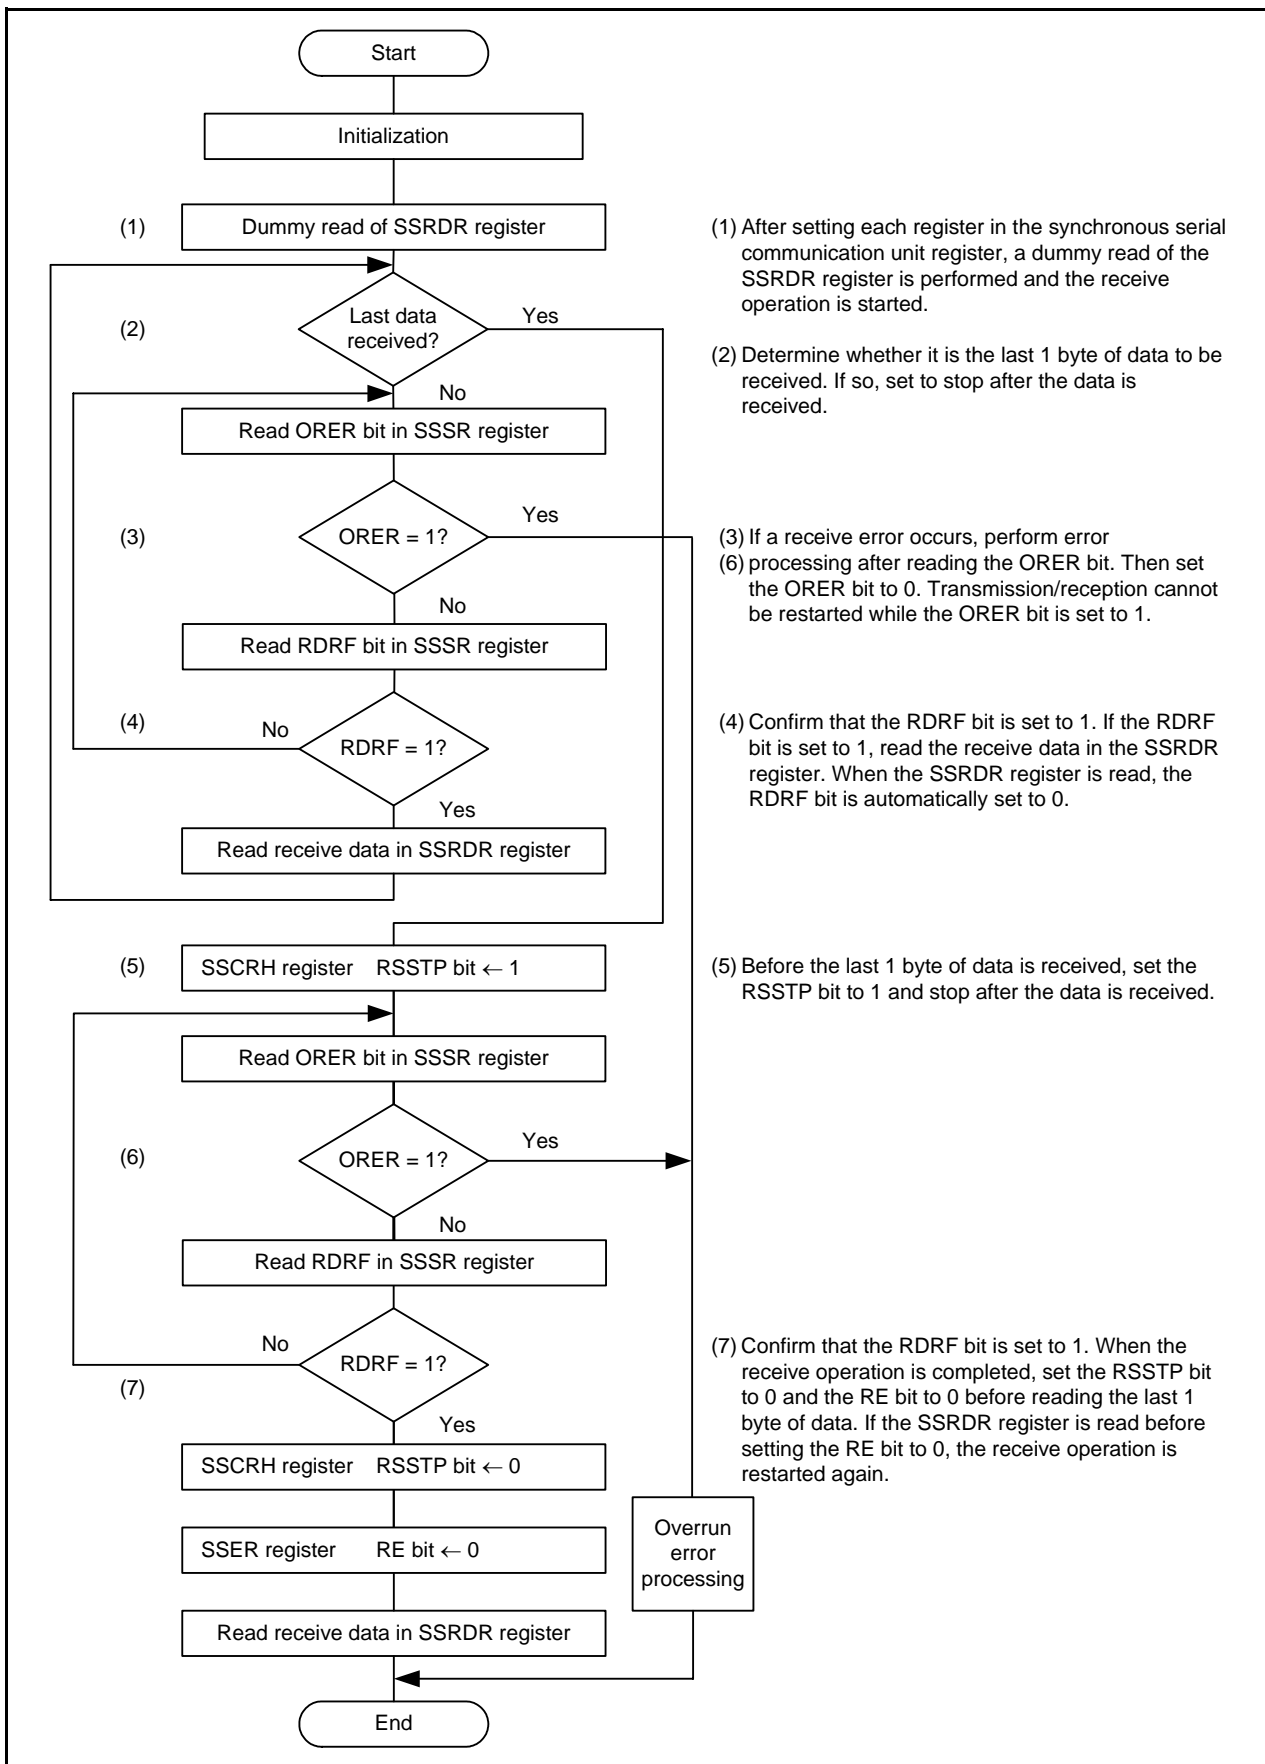 Start
Initialization
(1)
Dummy read of SSRDR register
(2)
Last data
received?
Yes
No
Read ORER bit in SSSR register
(3)
ORER = 1?
Yes
No
Read RDRF bit in SSSR register
(4)
No
RDRF = 1?
Yes
Read receive data in SSRDR register
(5)
SSCRH register RSSTP bit ← 1
Read ORER bit in SSSR register
(6)
ORER = 1?
Yes
No
Read RDRF in SSSR register
No
RDRF = 1?
(7)
Yes
SSCRH register RSSTP bit ← 0
SSER register RE bit ← 0
Read receive data in SSRDR register
Overrun
error
processing
End
(1) After setting each register in the synchronous serial
communication unit register, a dummy read of the
SSRDR register is performed and the receive
operation is started.
(2) Determine whether it is the last 1 byte of data to be
received. If so, set to stop after the data is
received.
(3) If a receive error occurs, perform error
(6) processing after reading the ORER bit. Then set
the ORER bit to 0. Transmission/reception cannot
be restarted while the ORER bit is set to 1.
(4) Confirm that the RDRF bit is set to 1. If the RDRF
bit is set to 1, read the receive data in the SSRDR
register. When the SSRDR register is read, the
RDRF bit is automatically set to 0.
(5) Before the last 1 byte of data is received, set the
RSSTP bit to 1 and stop after the data is received.
(7) Confirm that the RDRF bit is set to 1. When the
receive operation is completed, set the RSSTP bit
to 0 and the RE bit to 0 before reading the last 1
byte of data. If the SSRDR register is read before
setting the RE bit to 0, the receive operation is
restarted again.